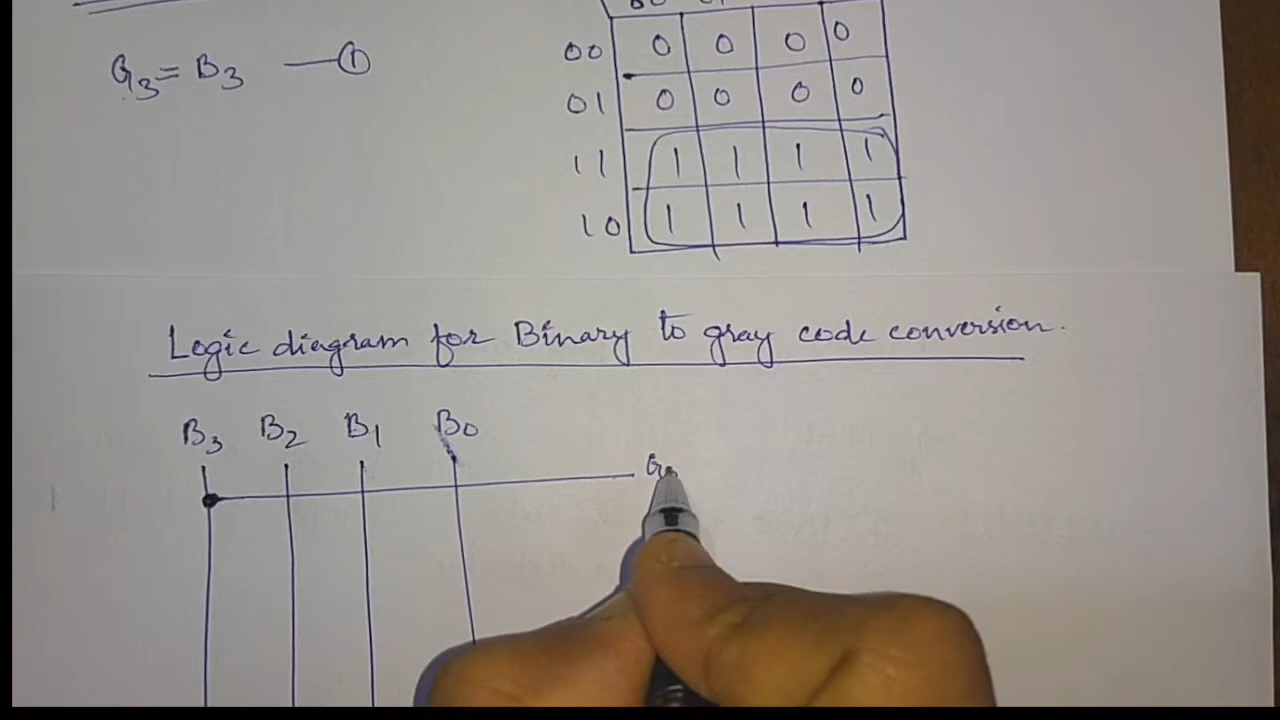 G3 = B3 —①
00 0 0 0 0
01 0 0 0 0
11 1 1 1 1
10 1 1 1 1
Logic diagram for Binary to gray code conversion.
B3 B2 B1 B0
G